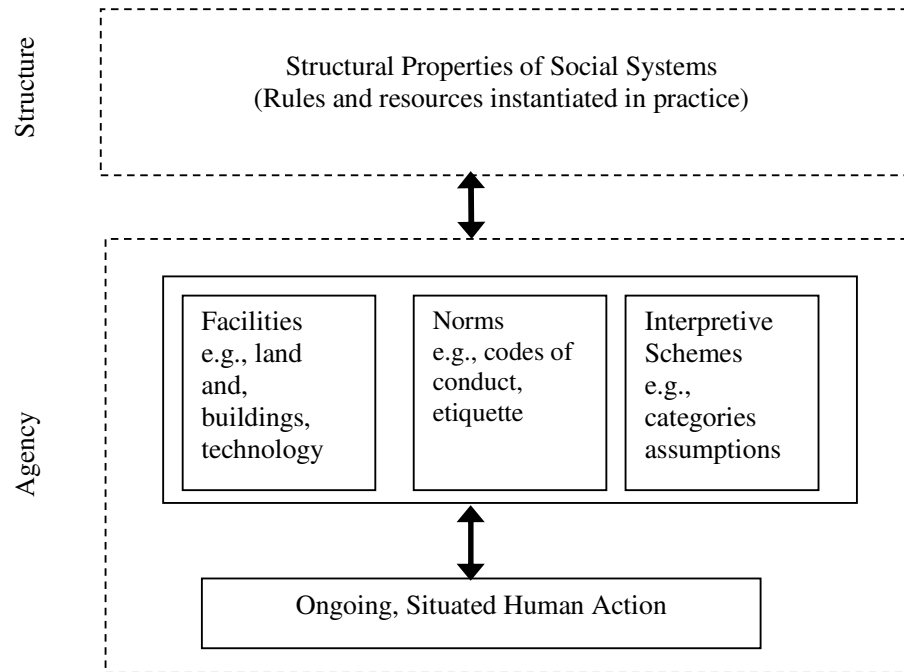 Structure
Structural Properties of Social Systems
(Rules and resources instantiated in practice)
Agency
Facilities
e.g., land
and,
buildings,
technology
Norms
e.g., codes of
conduct,
etiquette
Interpretive
Schemes
e.g.,
categories
assumptions
Ongoing, Situated Human Action